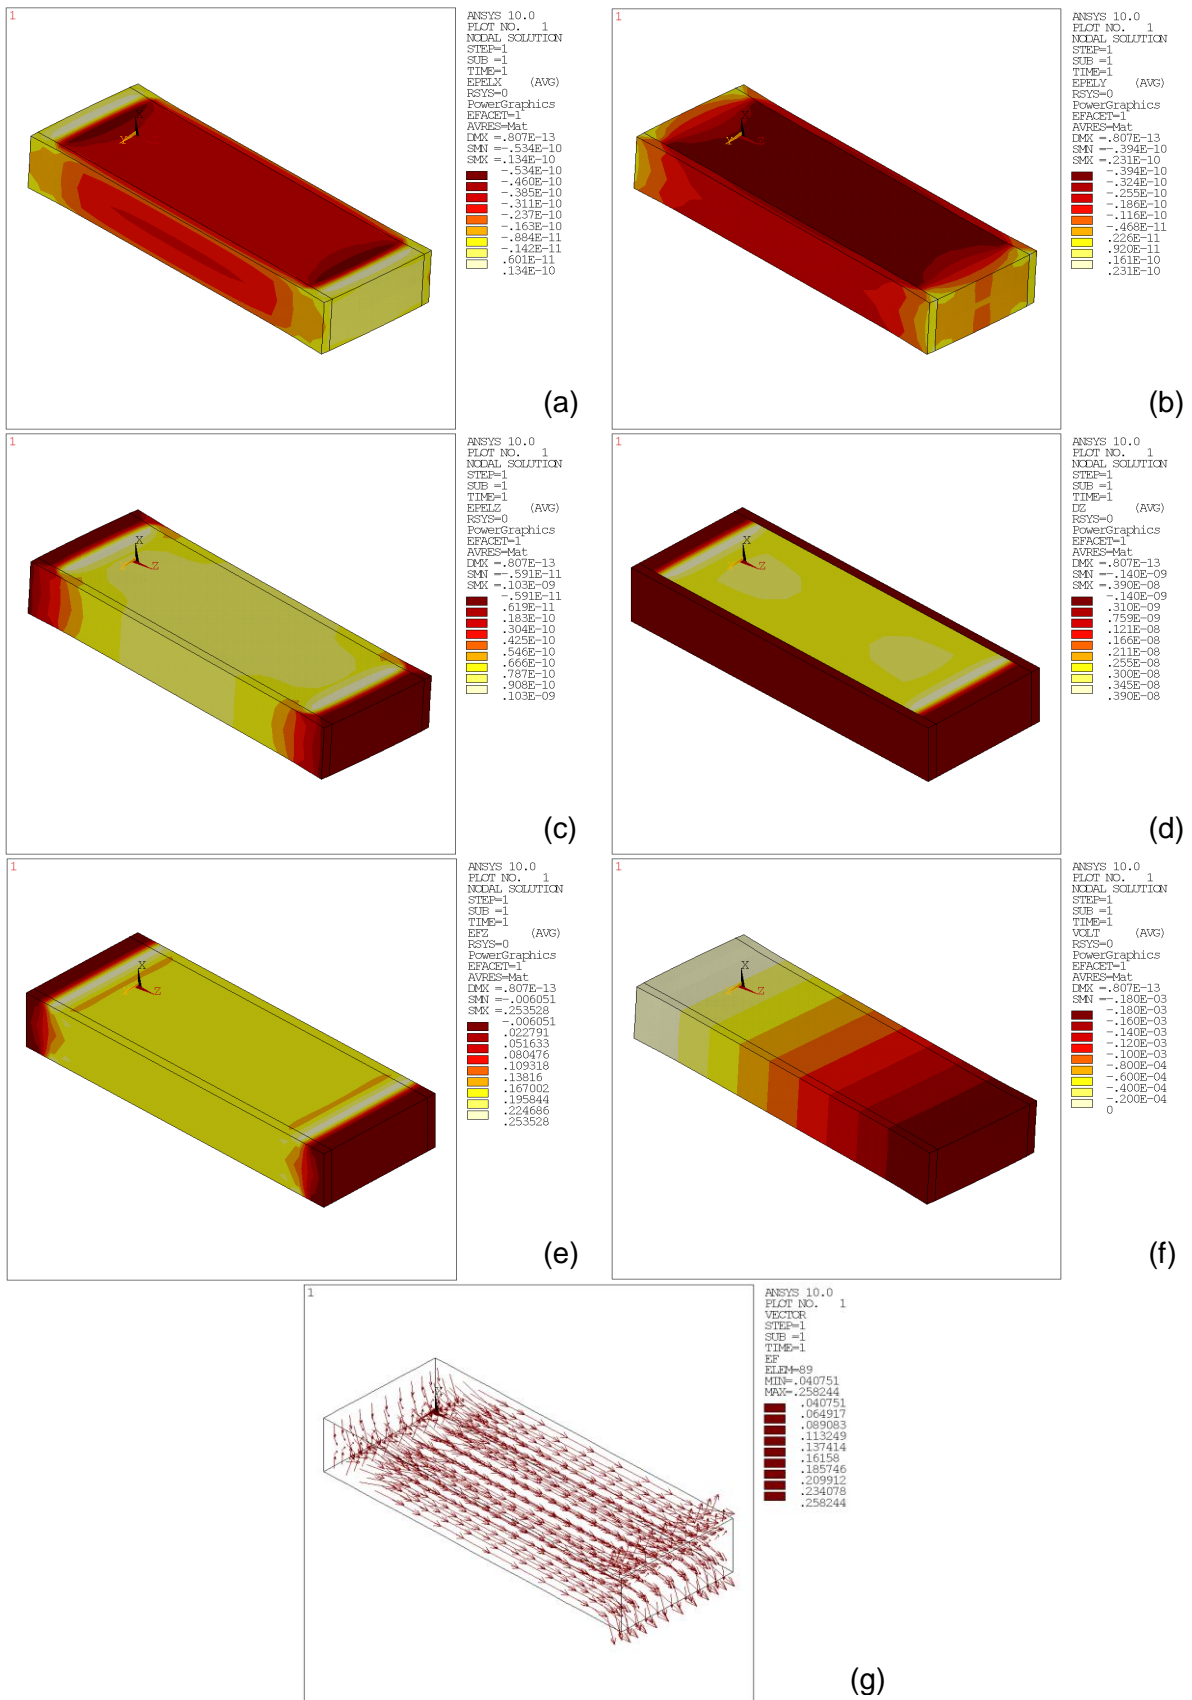 1
ANSYS 10.0
PLOT NO. 1
NODAL SOLUTION
STEP=1
SUB =1
TIME=1
EPELX (AVG)
RSYS=0
PowerGraphics
EFACET=1
AVRES=Mat
DMX =.807E-13
SMN =-.534E-10
SMX =.134E-10
-.534E-10
-.460E-10
-.385E-10
-.311E-10
-.237E-10
-.163E-10
-.884E-11
-.142E-11
.601E-11
.134E-10
(a)
1
ANSYS 10.0
PLOT NO. 1
NODAL SOLUTION
STEP=1
SUB =1
TIME=1
EPELY (AVG)
RSYS=0
PowerGraphics
EFACET=1
AVRES=Mat
DMX =.807E-13
SMN =-.394E-10
SMX =.231E-10
-.394E-10
-.324E-10
-.255E-10
-.186E-10
-.116E-10
-.468E-11
.226E-11
.920E-11
.161E-10
.231E-10
(b)
1
X
Z
ANSYS 10.0
PLOT NO. 1
NODAL SOLUTION
STEP=1
SUB =1
TIME=1
EPELZ (AVG)
RSYS=0
PowerGraphics
EFACET=1
AVRES=Mat
DMX =.807E-13
SMN =-.591E-11
SMX =.103E-09
-.591E-11
.619E-11
.183E-10
.304E-10
.425E-10
.546E-10
.666E-10
.787E-10
.908E-10
.103E-09
(c)
1
X
Z
ANSYS 10.0
PLOT NO. 1
NODAL SOLUTION
STEP=1
SUB =1
TIME=1
DZ (AVG)
RSYS=0
PowerGraphics
EFACET=1
AVRES=Mat
DMX =.807E-13
SMN =-.140E-09
SMX =.390E-08
-.140E-09
.310E-09
.759E-09
.121E-08
.166E-08
.211E-08
.255E-08
.300E-08
.345E-08
.390E-08
(d)
1
X
Z
ANSYS 10.0
PLOT NO. 1
NODAL SOLUTION
STEP=1
SUB =1
TIME=1
EFZ (AVG)
RSYS=0
PowerGraphics
EFACET=1
AVRES=Mat
DMX =.807E-13
SMN =-.006051
SMX =.253528
-.006051
.022791
.051633
.080476
.109318
.13816
.167002
.195844
.224686
.253528
(e)
1
X
Z
ANSYS 10.0
PLOT NO. 1
NODAL SOLUTION
STEP=1
SUB =1
TIME=1
VOLT (AVG)
RSYS=0
PowerGraphics
EFACET=1
AVRES=Mat
DMX =.807E-13
SMN =-.180E-03
-.180E-03
-.160E-03
-.140E-03
-.120E-03
-.100E-03
-.800E-04
-.600E-04
-.400E-04
-.200E-04
0
(f)
1
ANSYS 10.0
PLOT NO. 1
VECTOR
STEP=1
SUB =1
TIME=1
EF
ELEM=89
MIN=.040751
MAX=.258244
.040751
.064917
.089083
.113249
.137414
.16158
.185746
.209912
.234078
.258244
(g)